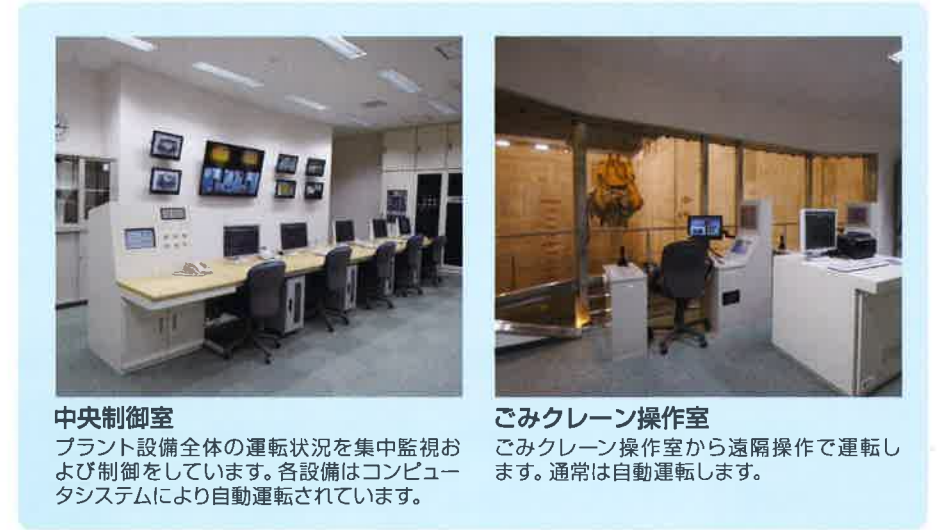 中央制御室
プラント設備全体の運転状況を集中監視お
よび制御をしています。各設備はコンピュー
タシステムにより自動運転されています。
ごみクレーン操作室
ごみクレーン操作室から遠隔操作で運転し
ます。通常は自動運転します。